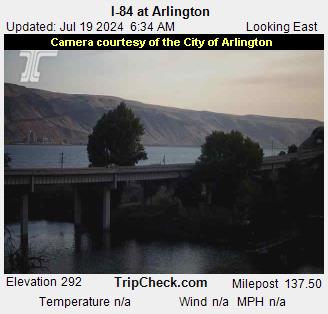 I-84 at Arlington
Updated: Jul 19 2024 6:34 AM Looking East
Camera courtesy of the City of Arlington
Elevation 292 TripCheck.com Milepost 137.50
Temperature n/a Wind n/a MPH n/a